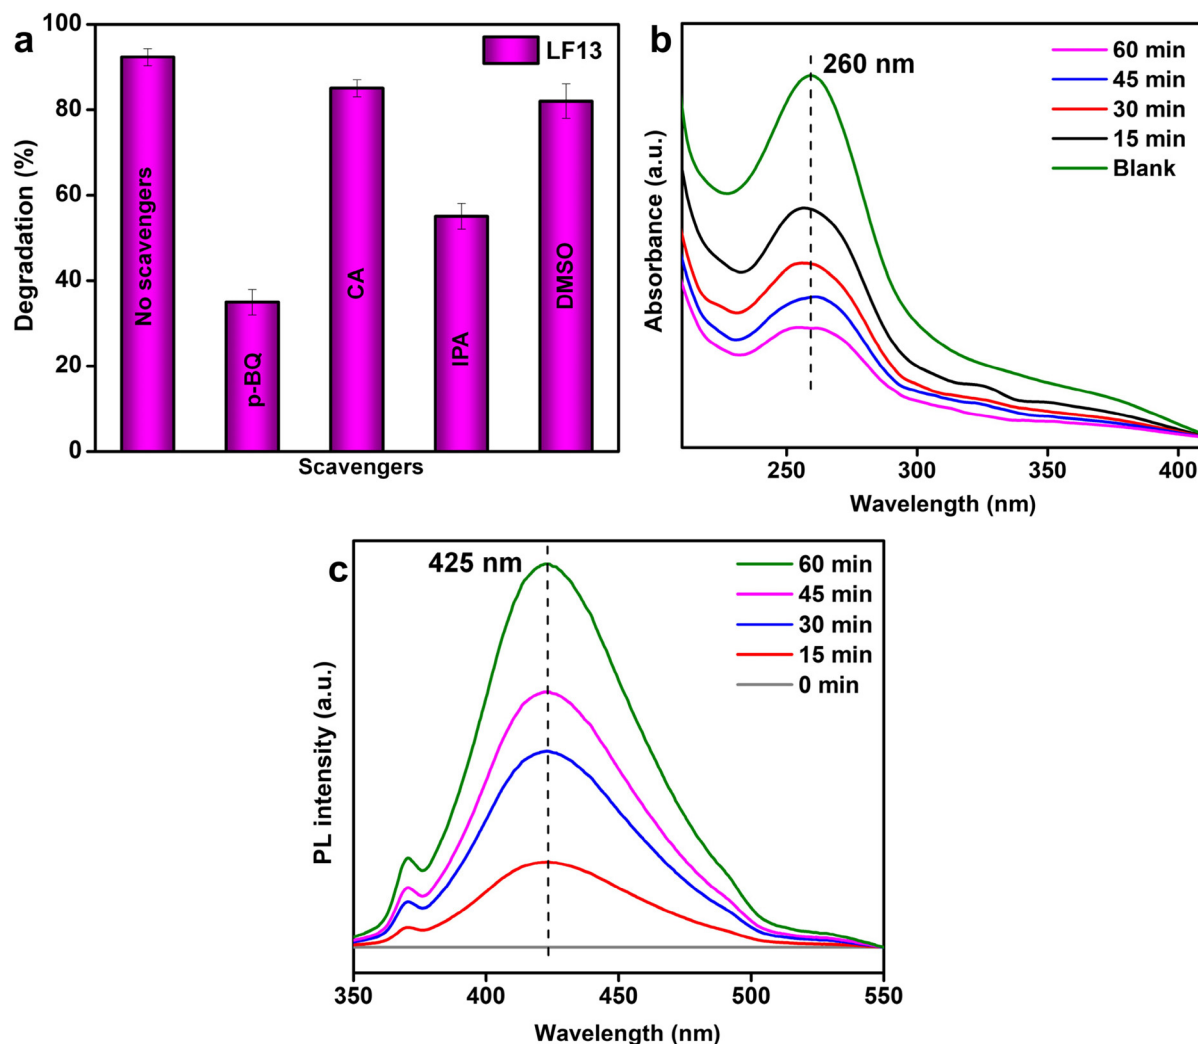 a
LF13
100
80
60
40
20
0
Degradation (%)
No scavengers
p-BQ
CA
IPA
DMSO
Scavengers
b
260 nm
60 min
45 min
30 min
15 min
Blank
Absorbance (a.u.)
250
300
350
400
Wavelength (nm)
c
425 nm
60 min
45 min
30 min
15 min
0 min
PL intensity (a.u.)
350
400
450
500
550
Wavelength (nm)